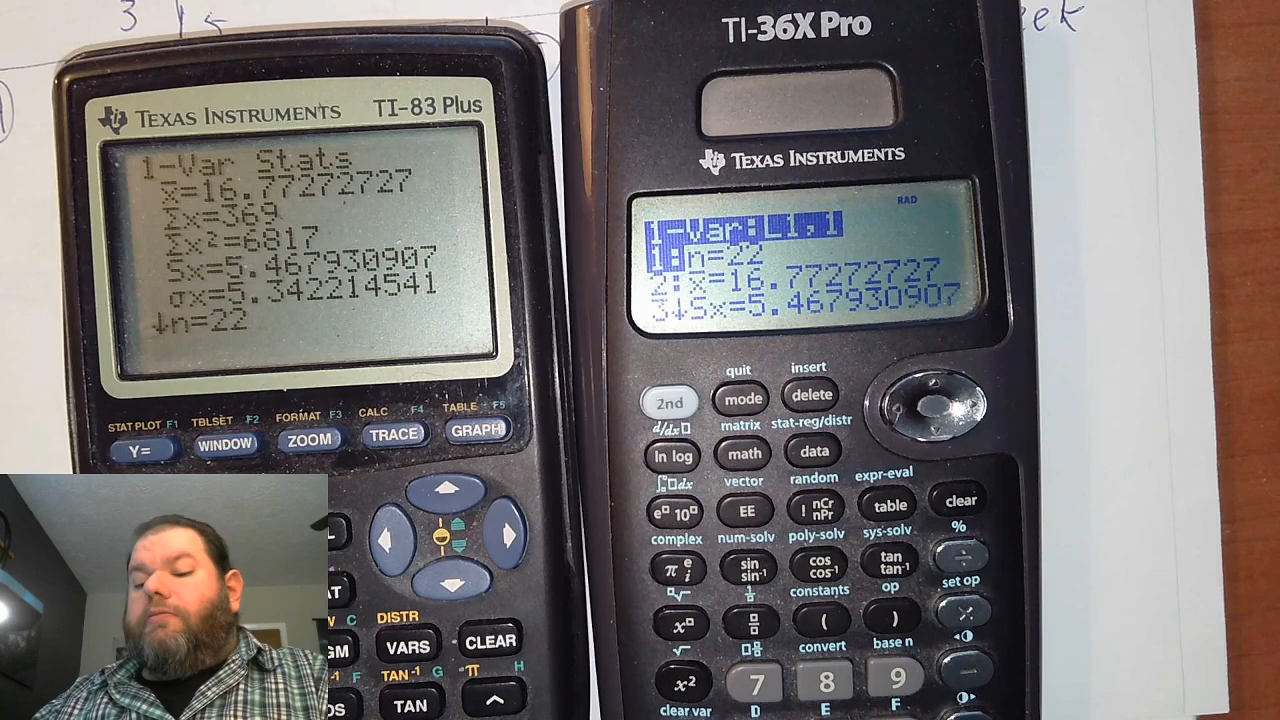 3
eek
TEXAS INSTRUMENTS TI-83 Plus
1-Var Stats
x̄=16.77272727
Σx=369
Σx²=6817
Sx=5.467930907
σx=5.342214541
↓n=22
STAT PLOT F1 TBLSET F2 FORMAT F3 CALC F4 TABLE F5
Y= WINDOW ZOOM TRACE GRAPH
DISTR
VARS CLEAR
TAN⁻¹ G π H
TAN ^
TI-36X Pro
TEXAS INSTRUMENTS
RAD
1-Var:L1,1
1:n=22
2:x̄=16.77272727
3↓Sx=5.467930907
quit insert
2nd mode delete
d/dx□ matrix stat-reg/distr
ln log math data
∫□dx vector random expr-eval
e□ 10□ EE ! nCr nPr table clear
complex num-solv poly-solv sys-solv %
π e i sin sin⁻¹ cos cos⁻¹ tan tan⁻¹ ÷
□√ 1/□ constants op set op
x□ □/□ ( ) ×
√ □□/□ convert base n
x² 7 8 9 −
clear var D E F